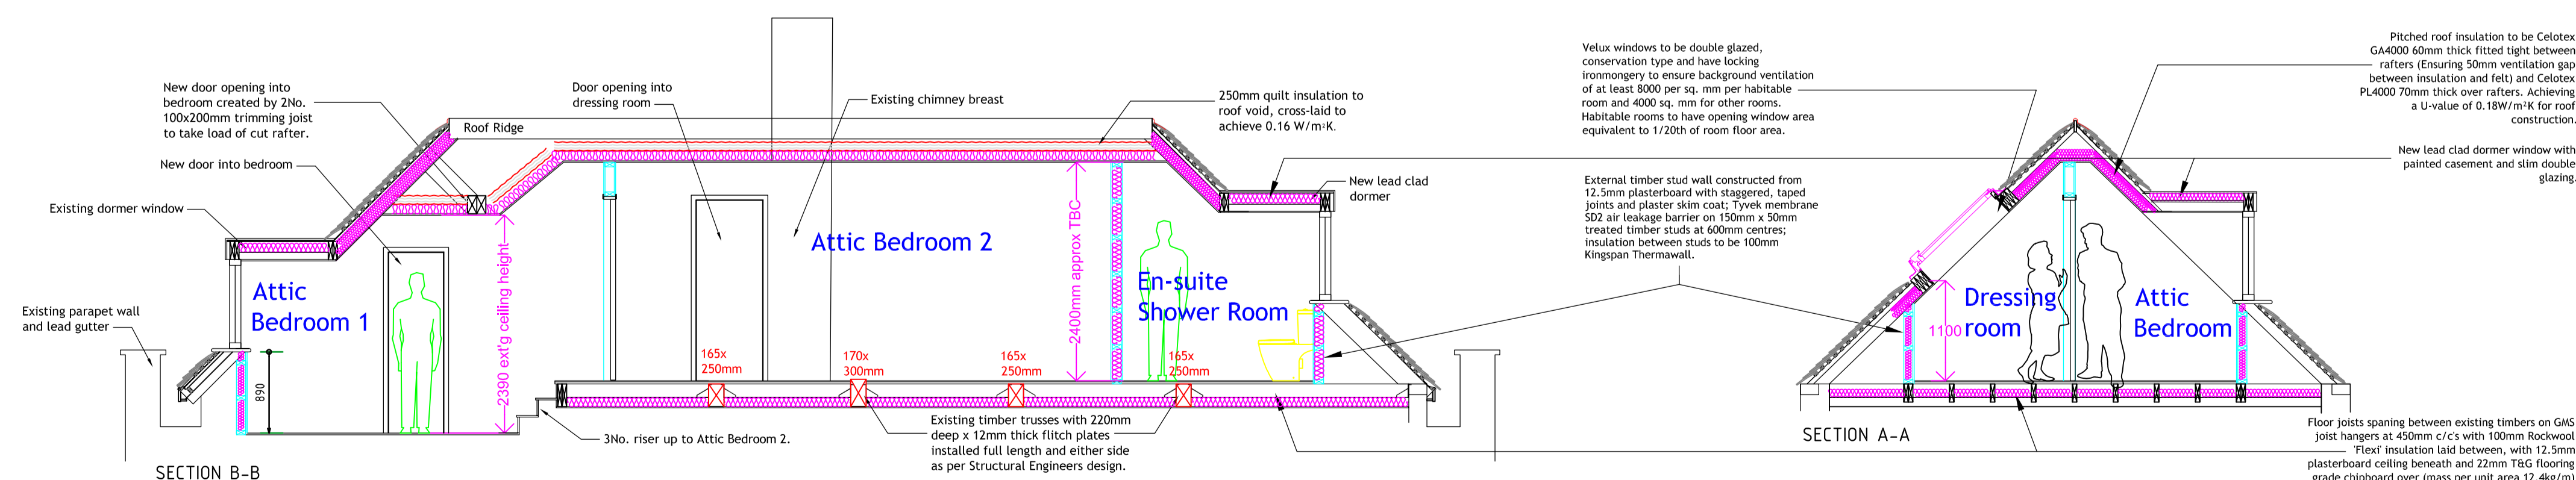 New door opening into
bedroom created by 2No.
100x200mm trimming joist
to take load of cut rafter.
New door into bedroom
Existing dormer window
Existing parapet wall
and lead gutter
Attic
Bedroom 1
890
SECTION B-B
Roof Ridge
Door opening into
dressing room
Existing chimney breast
250mm quilt insulation to
roof void, cross-laid to
achieve 0.16 W/m²K.
New lead clad
dormer
2390 ext'g ceiling height
Attic Bedroom 2
2400mm approx TBC
En-suite
Shower Room
165x
250mm
170x
300mm
165x
250mm
165x
250mm
3No. riser up to Attic Bedroom 2.
Existing timber trusses with 220mm
deep x 12mm thick flitch plates
installed full length and either side
as per Structural Engineers design.
Velux windows to be double glazed,
conservation type and have locking
ironmongery to ensure background ventilation
of at least 8000 per sq. mm per habitable
room and 4000 sq. mm for other rooms.
Habitable rooms to have opening window area
equivalent to 1/20th of room floor area.
External timber stud wall constructed from
12.5mm plasterboard with staggered, taped
joints and plaster skim coat; Tyvek membrane
SD2 air leakage barrier on 150mm x 50mm
treated timber studs at 600mm centres;
insulation between studs to be 100mm
Kingspan Thermawall.
1100
Dressing
room
Attic
Bedroom
SECTION A-A
Pitched roof insulation to be Celotex
GA4000 60mm thick fitted tight between
rafters (Ensuring 50mm ventilation gap
between insulation and felt) and Celotex
PL4000 70mm thick over rafters. Achieving
a U-value of 0.18W/m²K for roof
construction.
New lead clad dormer window with
painted casement and slim double
glazing.
Floor joists spaning between existing timbers on GMS
joist hangers at 450mm c/c's with 100mm Rockwool
'Flexi' insulation laid between, with 12.5mm
plasterboard ceiling beneath and 22mm T&G flooring
grade chipboard over (mass per unit area 12.4kg/m)